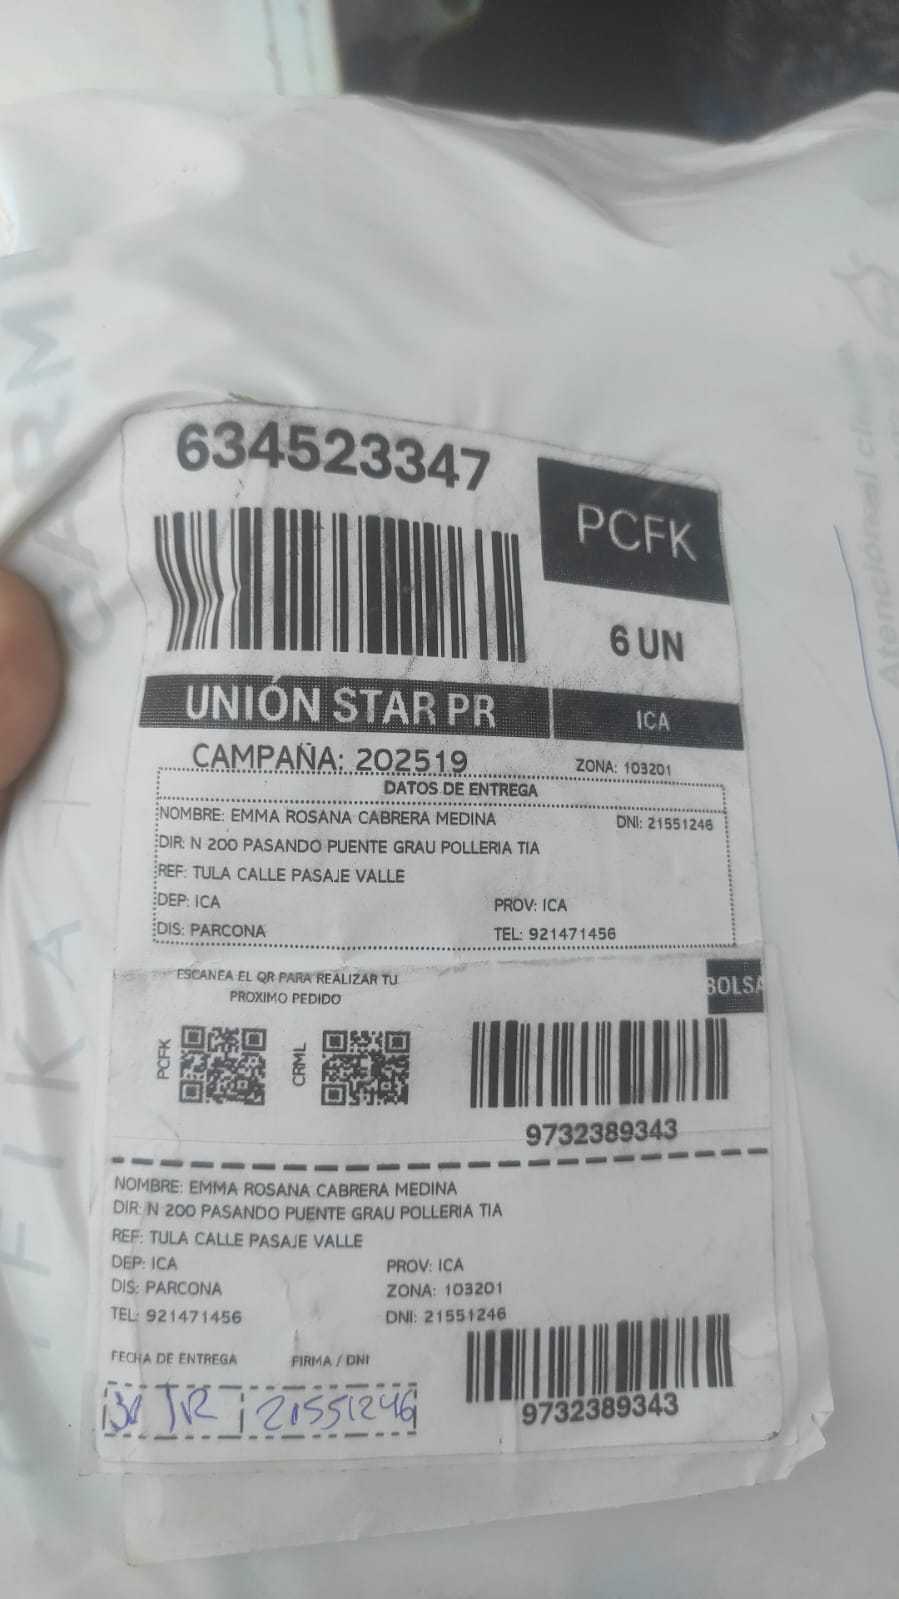 634523347
PCFK
6 UN
UNIÓN STAR PR
ICA
CAMPAÑA: 202519
ZONA: 103201
DATOS DE ENTREGA
NOMBRE: EMMA ROSANA CABRERA MEDINA DNI: 21551246
DIR: N 200 PASANDO PUENTE GRAU POLLERIA TIA
REF: TULA CALLE PASAJE VALLE
DEP: ICA PROV: ICA
DIS: PARCONA TEL: 921471456
ESCANEA EL QR PARA REALIZAR TU
PROXIMO PEDIDO
BOLSA
PCFK
CRML
9732389343
NOMBRE: EMMA ROSANA CABRERA MEDINA
DIR: N 200 PASANDO PUENTE GRAU POLLERIA TIA
REF: TULA CALLE PASAJE VALLE
DEP: ICA PROV: ICA
DIS: PARCONA ZONA: 103201
TEL: 921471456 DNI: 21551246
FECHA DE ENTREGA FIRMA / DNI
21551246
9732389343
Atencional